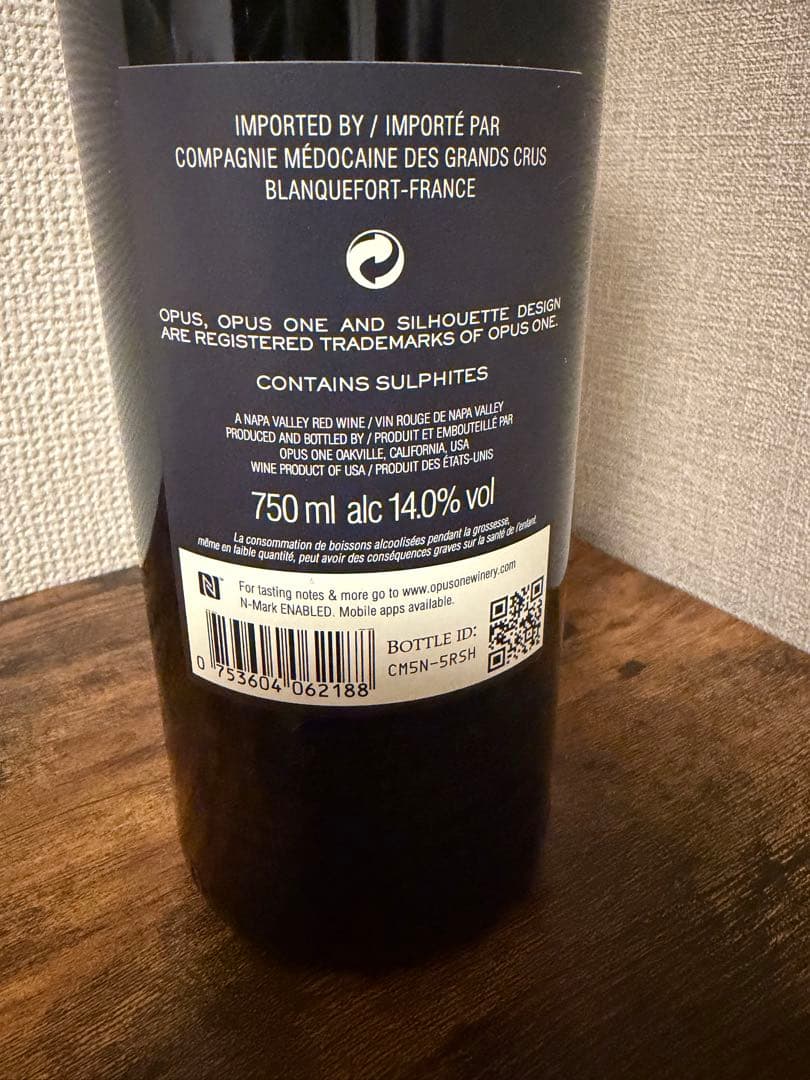 IMPORTED BY / IMPORTÉ PAR
COMPAGNIE MÉDOCAINE DES GRANDS CRUS
BLANQUEFORT-FRANCE
OPUS, OPUS ONE AND SILHOUETTE DESIGN
ARE REGISTERED TRADEMARKS OF OPUS ONE.
CONTAINS SULPHITES
A NAPA VALLEY RED WINE / VIN ROUGE DE NAPA VALLEY
PRODUCED AND BOTTLED BY / PRODUIT ET EMBOUTEILLÉ PAR
OPUS ONE OAKVILLE, CALIFORNIA, USA
WINE PRODUCT OF USA / PRODUIT DES ÉTATS-UNIS
750 ml alc 14.0% vol
La consommation de boissons alcoolisées pendant la grossesse,
même en faible quantité, peut avoir des conséquences graves sur la santé de l'enfant.
N™ For tasting notes & more go to www.opusonewinery.com
N-Mark ENABLED. Mobile apps available.
BOTTLE ID:
CM5N-5RSH
0 753604 062188